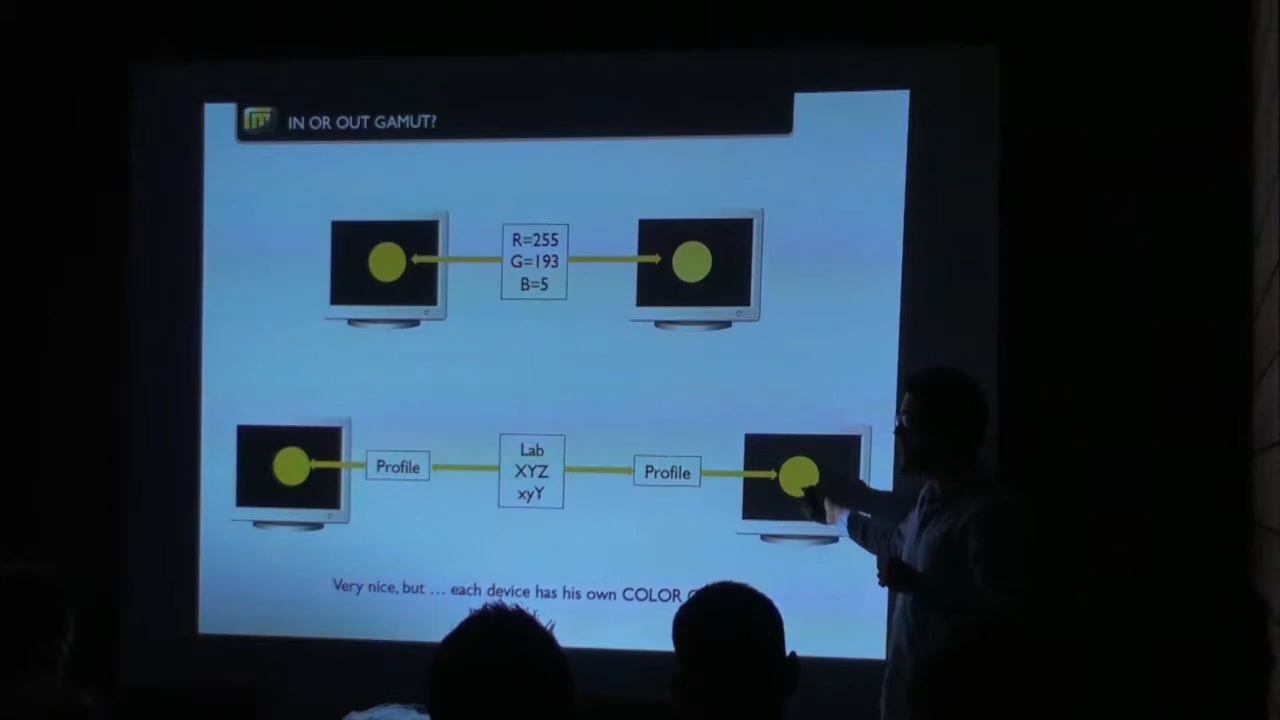 IN OR OUT GAMUT?
R=255
G=193
B=5
Profile
Lab
XYZ
xyY
Profile
Very nice, but ... each device has his own COLOR